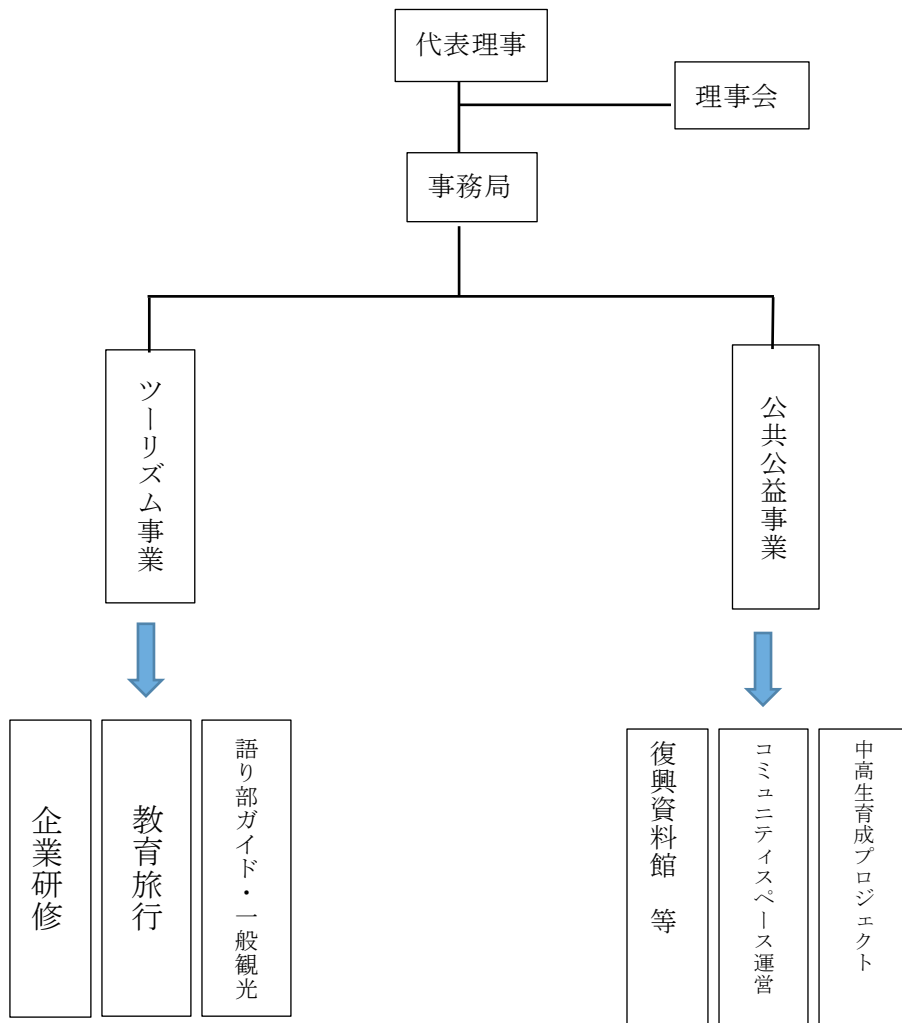 代表理事
理事会
事務局
ツーリズム事業
公共公益事業
企業研修
教育旅行
語り部ガイド・一般観光
復興資料館　等
コミュニティスペース運営
中高生育成プロジェクト